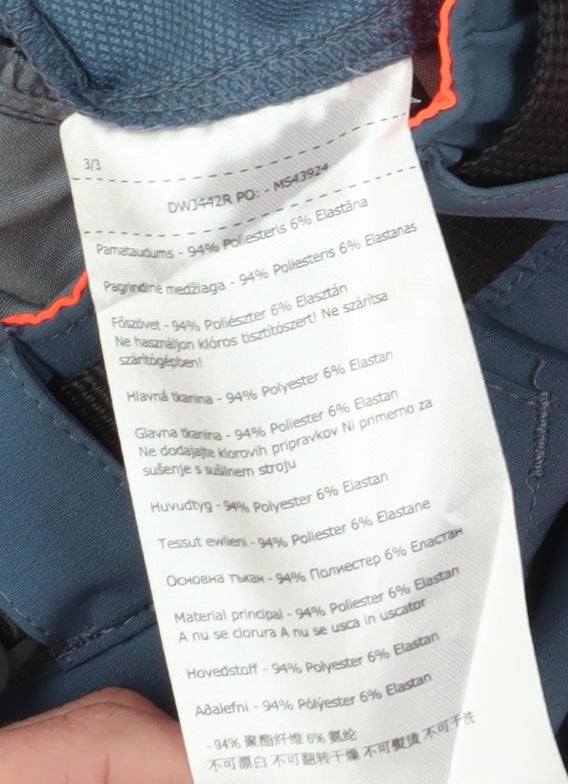 3/3
DWJ442R PO: - MS43924
Pamataudums - 94% Poliesteris 6% Elastāna
Pagrindinė medžiaga - 94% Poliesteris 6% Elastanas
Főszövet - 94% Poliészter 6% Elasztán
Ne használjon klóros tisztítószert! Ne szárítsa
szárítógépben!
Hlavná tkanina - 94% Polyester 6% Elastan
Glavna tkanina - 94% Poliester 6% Elastan
Ne dodajajte klorovih pripravkov Ni primerno za
sušenje s sušilnem stroju
Huvudtyg - 94% Polyester 6% Elastan
Tessut ewlieni - 94% Poliester 6% Elastane
Основна тъкан - 94% Полиестер 6% Еластан
Material principal - 94% Poliester 6% Elastan
A nu se clorura A nu se usca in uscator
Hovedstoff - 94% Polyester 6% Elastan
Aðalefni - 94% Pólýester 6% Elastan
- 94% 聚酯纤维 6% 氨纶
不可漂白 不可翻转干燥 不可熨烫 不可干洗